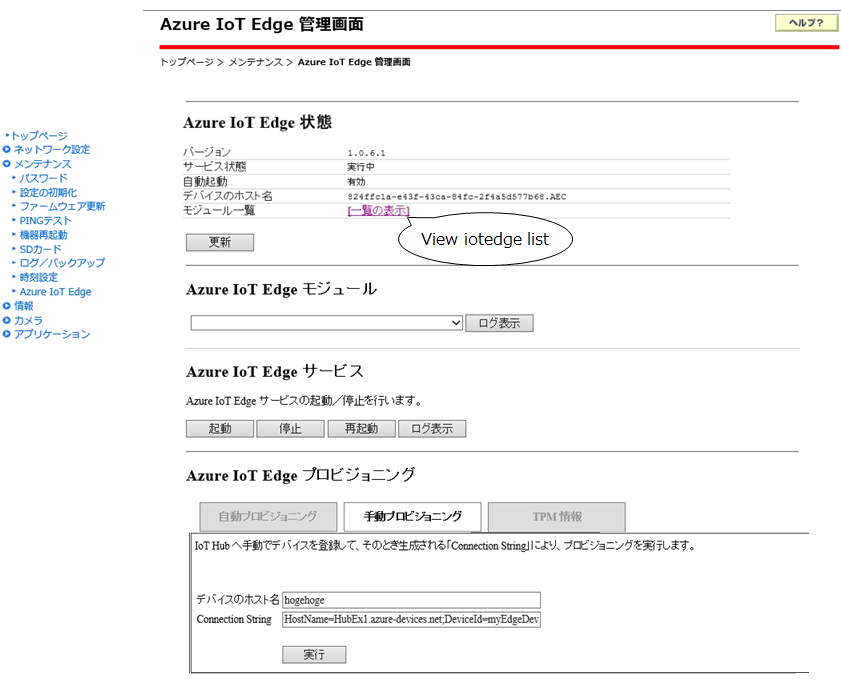 Azure IoT Edge 管理画面
ヘルプ?
トップページ > メンテナンス > Azure IoT Edge 管理画面
トップページ
ネットワーク設定
メンテナンス
パスワード
設定の初期化
ファームウェア更新
PINGテスト
機器再起動
SDカード
ログ/バックアップ
時刻設定
Azure IoT Edge
情報
カメラ
アプリケーション
Azure IoT Edge 状態
バージョン 1.0.6.1
サービス状態 実行中
自動起動 有効
デバイスのホスト名 824ffc1a-e43f-43ca-84fc-2f4a5d577b68.AEC
モジュール一覧 [一覧の表示]
View iotedge list
更新
Azure IoT Edge モジュール
ログ表示
Azure IoT Edge サービス
Azure IoT Edge サービスの起動/停止を行います。
起動 停止 再起動 ログ表示
Azure IoT Edge プロビジョニング
自動プロビジョニング 手動プロビジョニング TPM 情報
IoT Hub へ手動でデバイスを登録して、そのとき生成される「Connection String」により、プロビジョニングを実行します。
デバイスのホスト名 hogehoge
Connection String HostName=HubEx1.azure-devices.net;DeviceId=myEdgeDev
実行